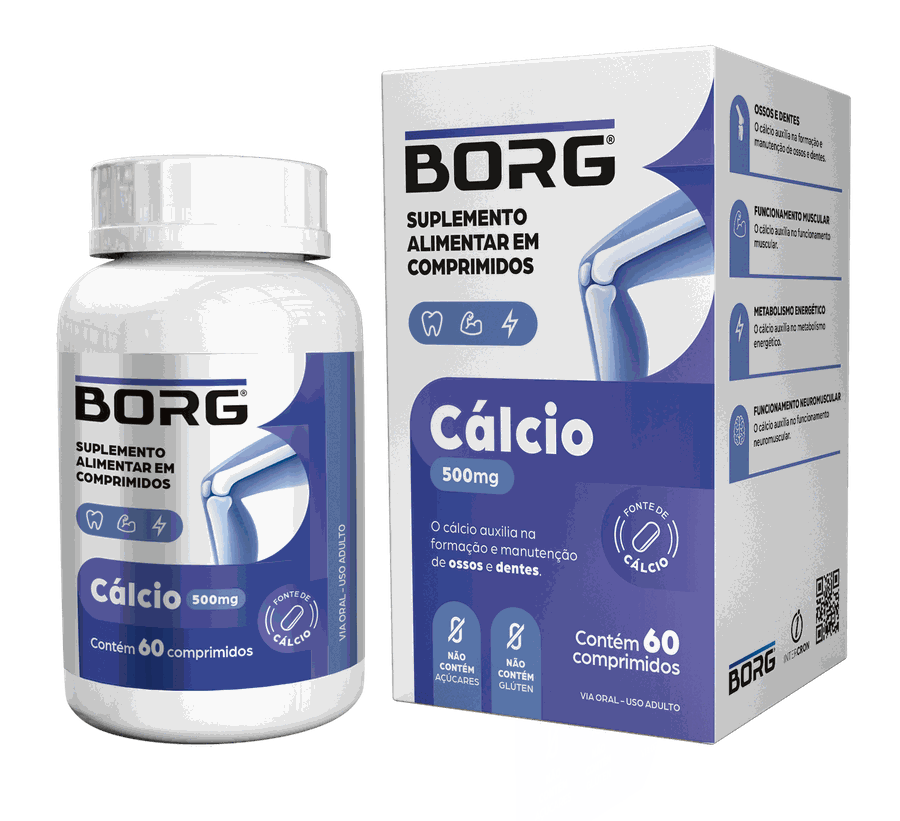 BORG®
SUPLEMENTO
ALIMENTAR EM
COMPRIMIDOS
Cálcio 500mg
FONTE DE
CÁLCIO
Contém 60 comprimidos
VIA ORAL - USO ADULTO
BORG®
SUPLEMENTO
ALIMENTAR EM
COMPRIMIDOS
Cálcio
500mg
O cálcio auxilia na
formação e manutenção
de ossos e dentes.
FONTE DE
CÁLCIO
NÃO
CONTÉM
AÇÚCARES
NÃO
CONTÉM
GLÚTEN
Contém 60
comprimidos
VIA ORAL - USO ADULTO
OSSOS E DENTES
O cálcio auxilia na formação e
manutenção de ossos e dentes.
FUNCIONAMENTO MUSCULAR
O cálcio auxilia no funcionamento
muscular.
METABOLISMO ENERGÉTICO
O cálcio auxilia no metabolismo
energético.
FUNCIONAMENTO NEUROMUSCULAR
O cálcio auxilia no funcionamento
neuromuscular.
BORG®
INTERCRON